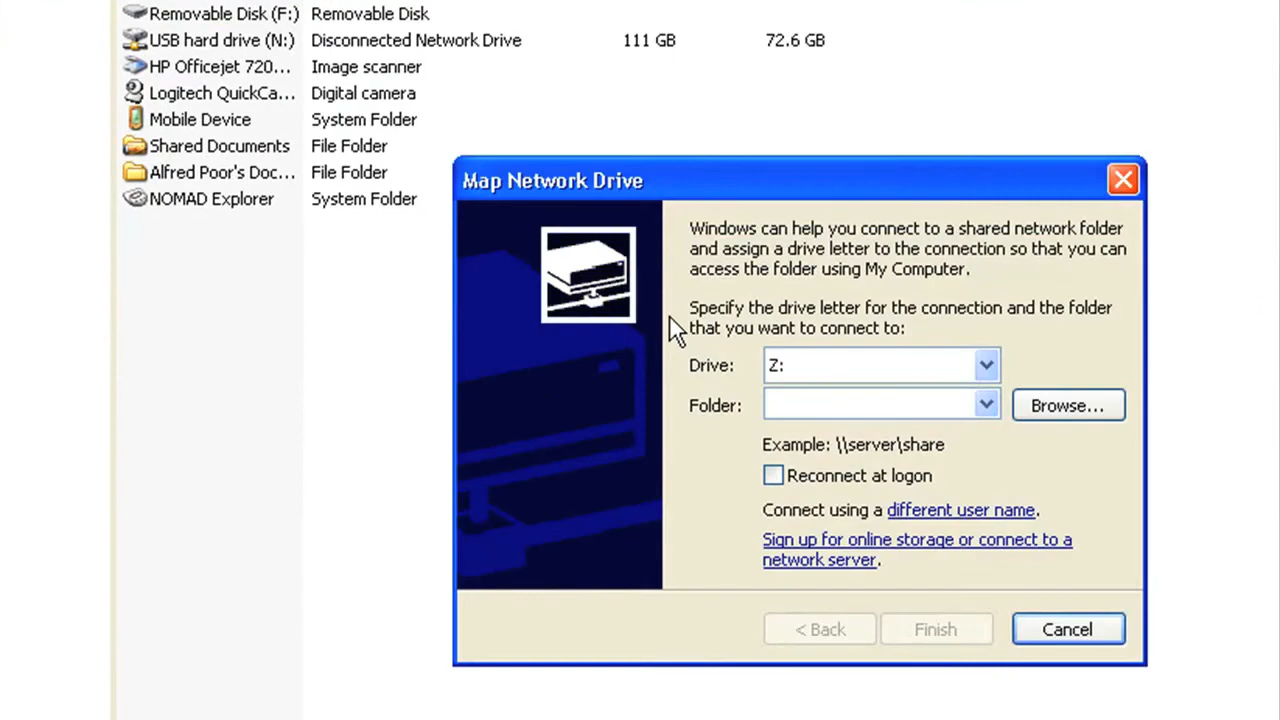 Removable Disk (F:) Removable Disk
USB hard drive (N:) Disconnected Network Drive 111 GB 72.6 GB
HP Officejet 720... Image scanner
Logitech QuickCa... Digital camera
Mobile Device System Folder
Shared Documents File Folder
Alfred Poor's Doc... File Folder
NOMAD Explorer System Folder
Map Network Drive
Windows can help you connect to a shared network folder
and assign a drive letter to the connection so that you can
access the folder using My Computer.
Specify the drive letter for the connection and the folder
that you want to connect to:
Drive: Z:
Folder: Browse...
Example: \\server\share
Reconnect at logon
Connect using a different user name.
Sign up for online storage or connect to a
network server.
< Back Finish Cancel